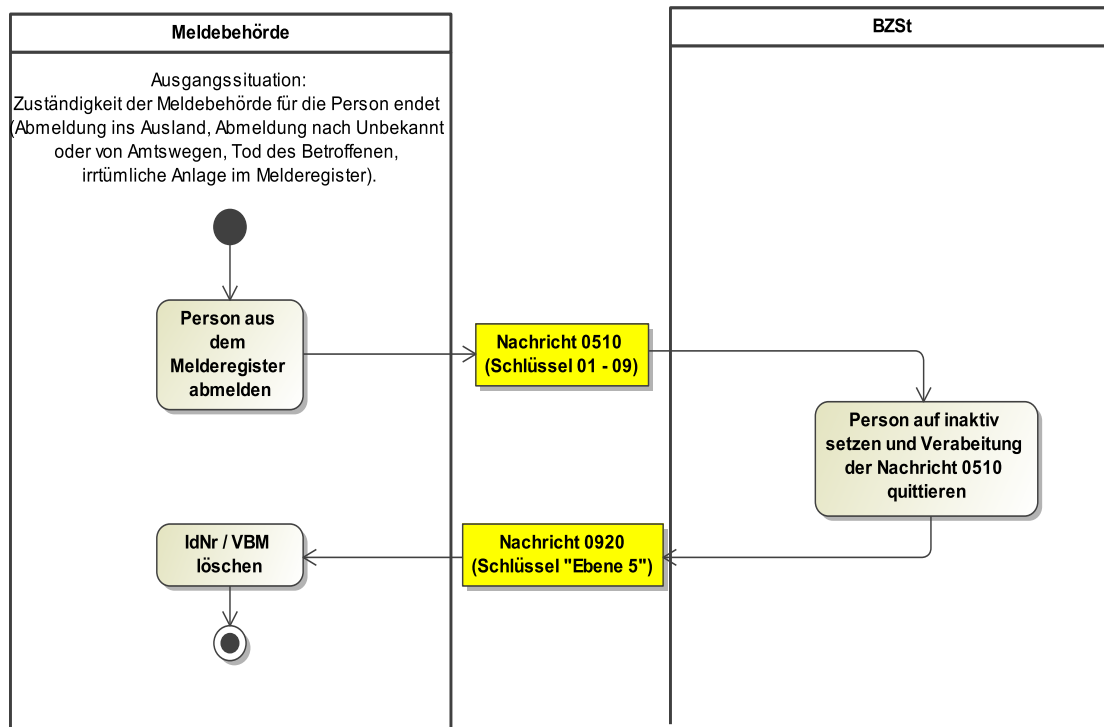 Meldebehörde
BZSt
Ausgangssituation:
Zuständigkeit der Meldebehörde für die Person endet
(Abmeldung ins Ausland, Abmeldung nach Unbekannt
oder von Amtswegen, Tod des Betroffenen,
irrtümliche Anlage im Melderegister).
Person aus
dem
Melderegister
abmelden
Nachricht 0510
(Schlüssel 01 - 09)
Person auf inaktiv
setzen und Verabeitung
der Nachricht 0510
quittieren
Nachricht 0920
(Schlüssel "Ebene 5")
IdNr / VBM
löschen